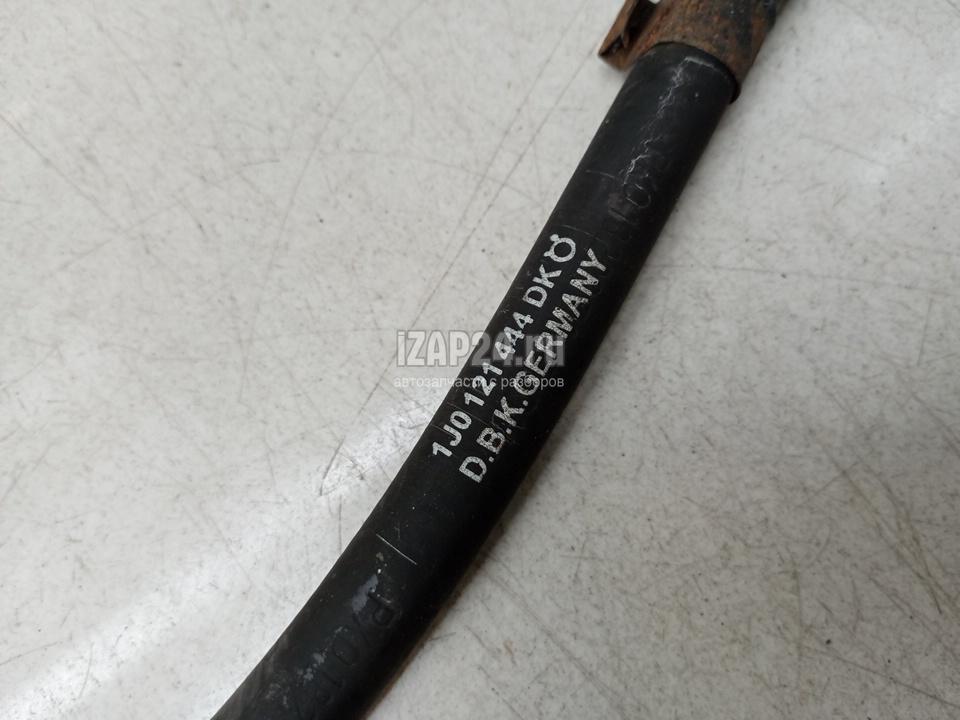 1J0 121 444 DK
D.B.K.GERMANY
iZAP24.ru
автозапчасти с разборов